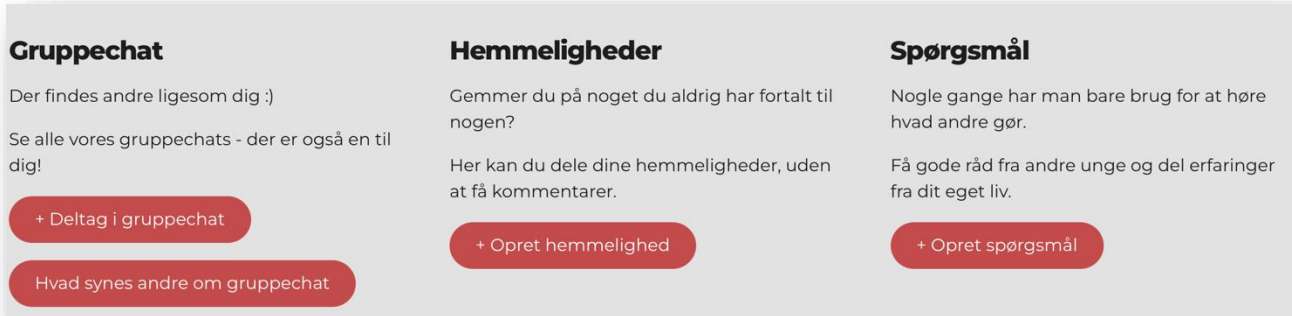 Gruppechat
Der findes andre ligesom dig :)
Se alle vores gruppechats - der er også en til
dig!
+ Deltag i gruppechat
Hvad synes andre om gruppechat
Hemmeligheder
Gemmer du på noget du aldrig har fortalt til
nogen?
Her kan du dele dine hemmeligheder, uden
at få kommentarer.
+ Opret hemmelighed
Spørgsmål
Nogle gange har man bare brug for at høre
hvad andre gør.
Få gode råd fra andre unge og del erfaringer
fra dit eget liv.
+ Opret spørgsmål